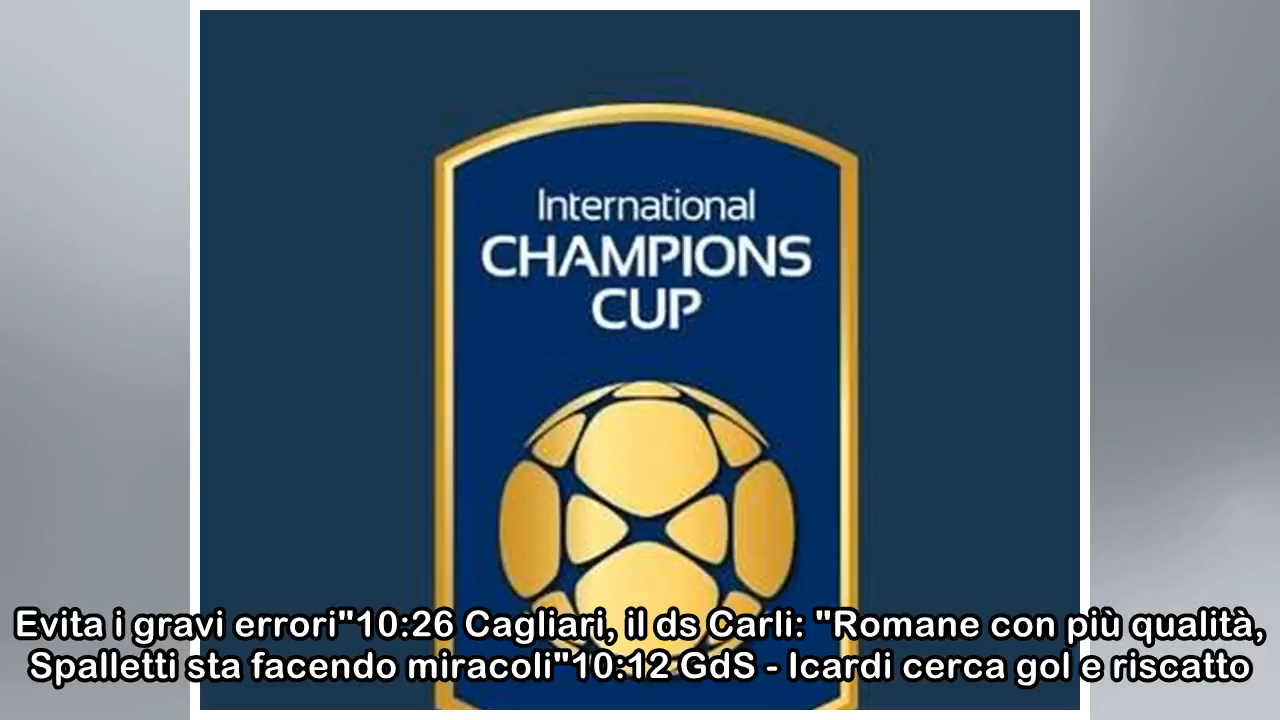 International
CHAMPIONS
CUP
Evita i gravi errori"10:26 Cagliari, il ds Carli: "Romane con più qualità,
Spalletti sta facendo miracoli"10:12 GdS - Icardi cerca gol e riscatto